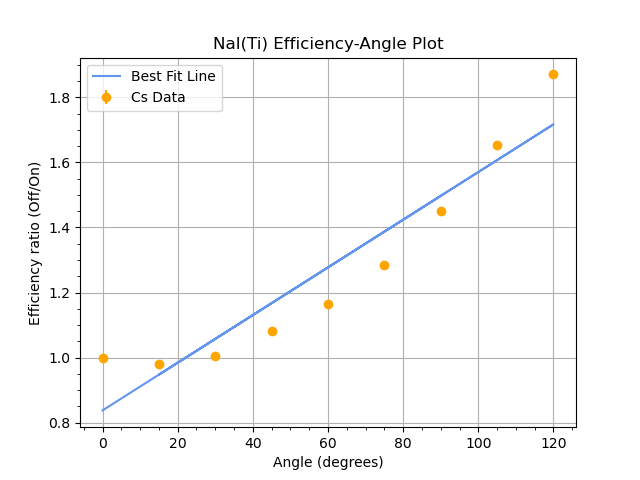 NaI(Ti) Efficiency-Angle Plot
Best Fit Line
Cs Data
Efficiency ratio (Off/On)
1.8
1.6
1.4
1.2
1.0
0.8
0 20 40 60 80 100 120
Angle (degrees)